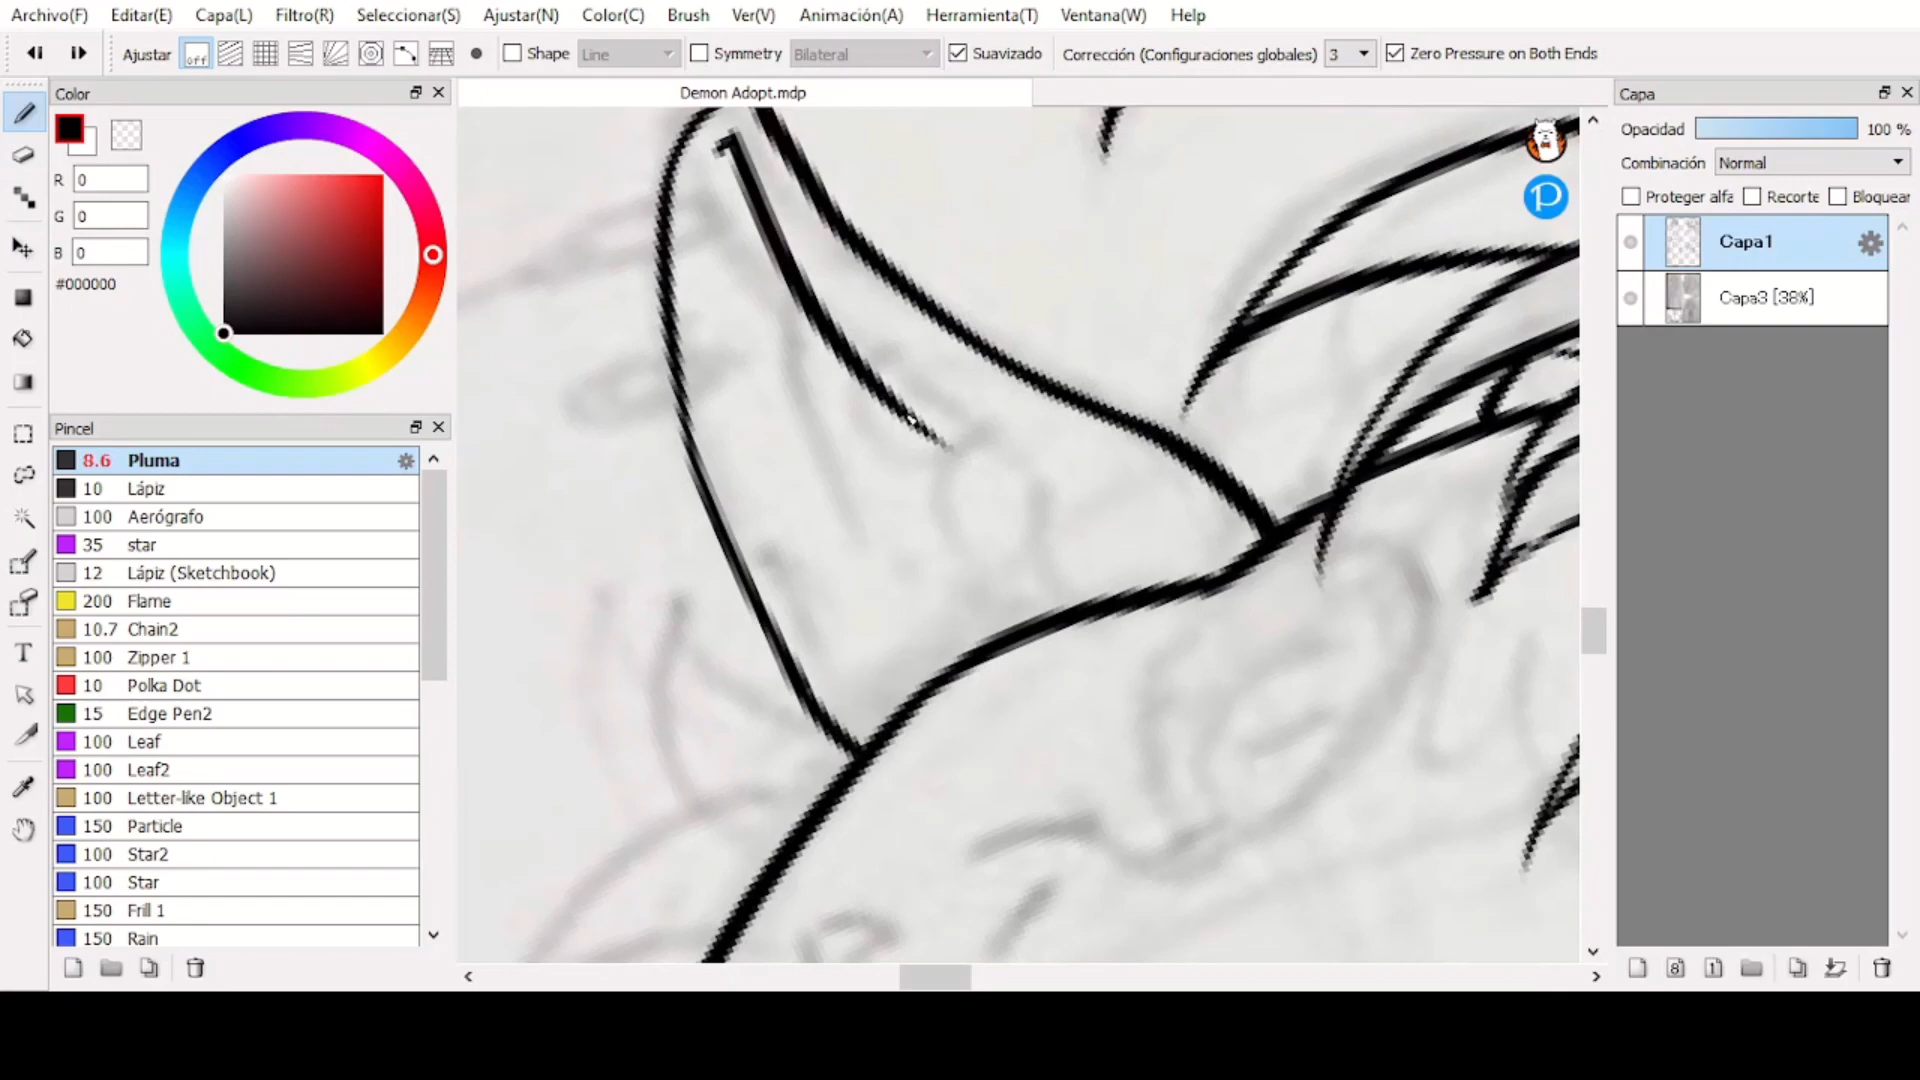 Archivo(F) Editar(E) Capa(L) Filtro(R) Seleccionar(S) Ajustar(N) Color(C) Brush Ver(V) Animación(A) Herramienta(T) Ventana(W) Help
Ajustar off Shape Line Symmetry Bilateral Suavizado Corrección (Configuraciones globales) 3 Zero Pressure on Both Ends
Color
R 0
G 0
B 0
#000000
Pincel
8.6 Pluma
10 Lápiz
100 Aerógrafo
35 star
12 Lápiz (Sketchbook)
200 Flame
10.7 Chain2
100 Zipper 1
10 Polka Dot
15 Edge Pen2
100 Leaf
100 Leaf2
100 Letter-like Object 1
150 Particle
100 Star2
100 Star
150 Frill 1
150 Rain
Demon Adopt.mdp
P
Capa
Opacidad 100 %
Combinación Normal
Proteger alfa Recorte Bloquear
Capa1
Capa3 [38%]
8 1